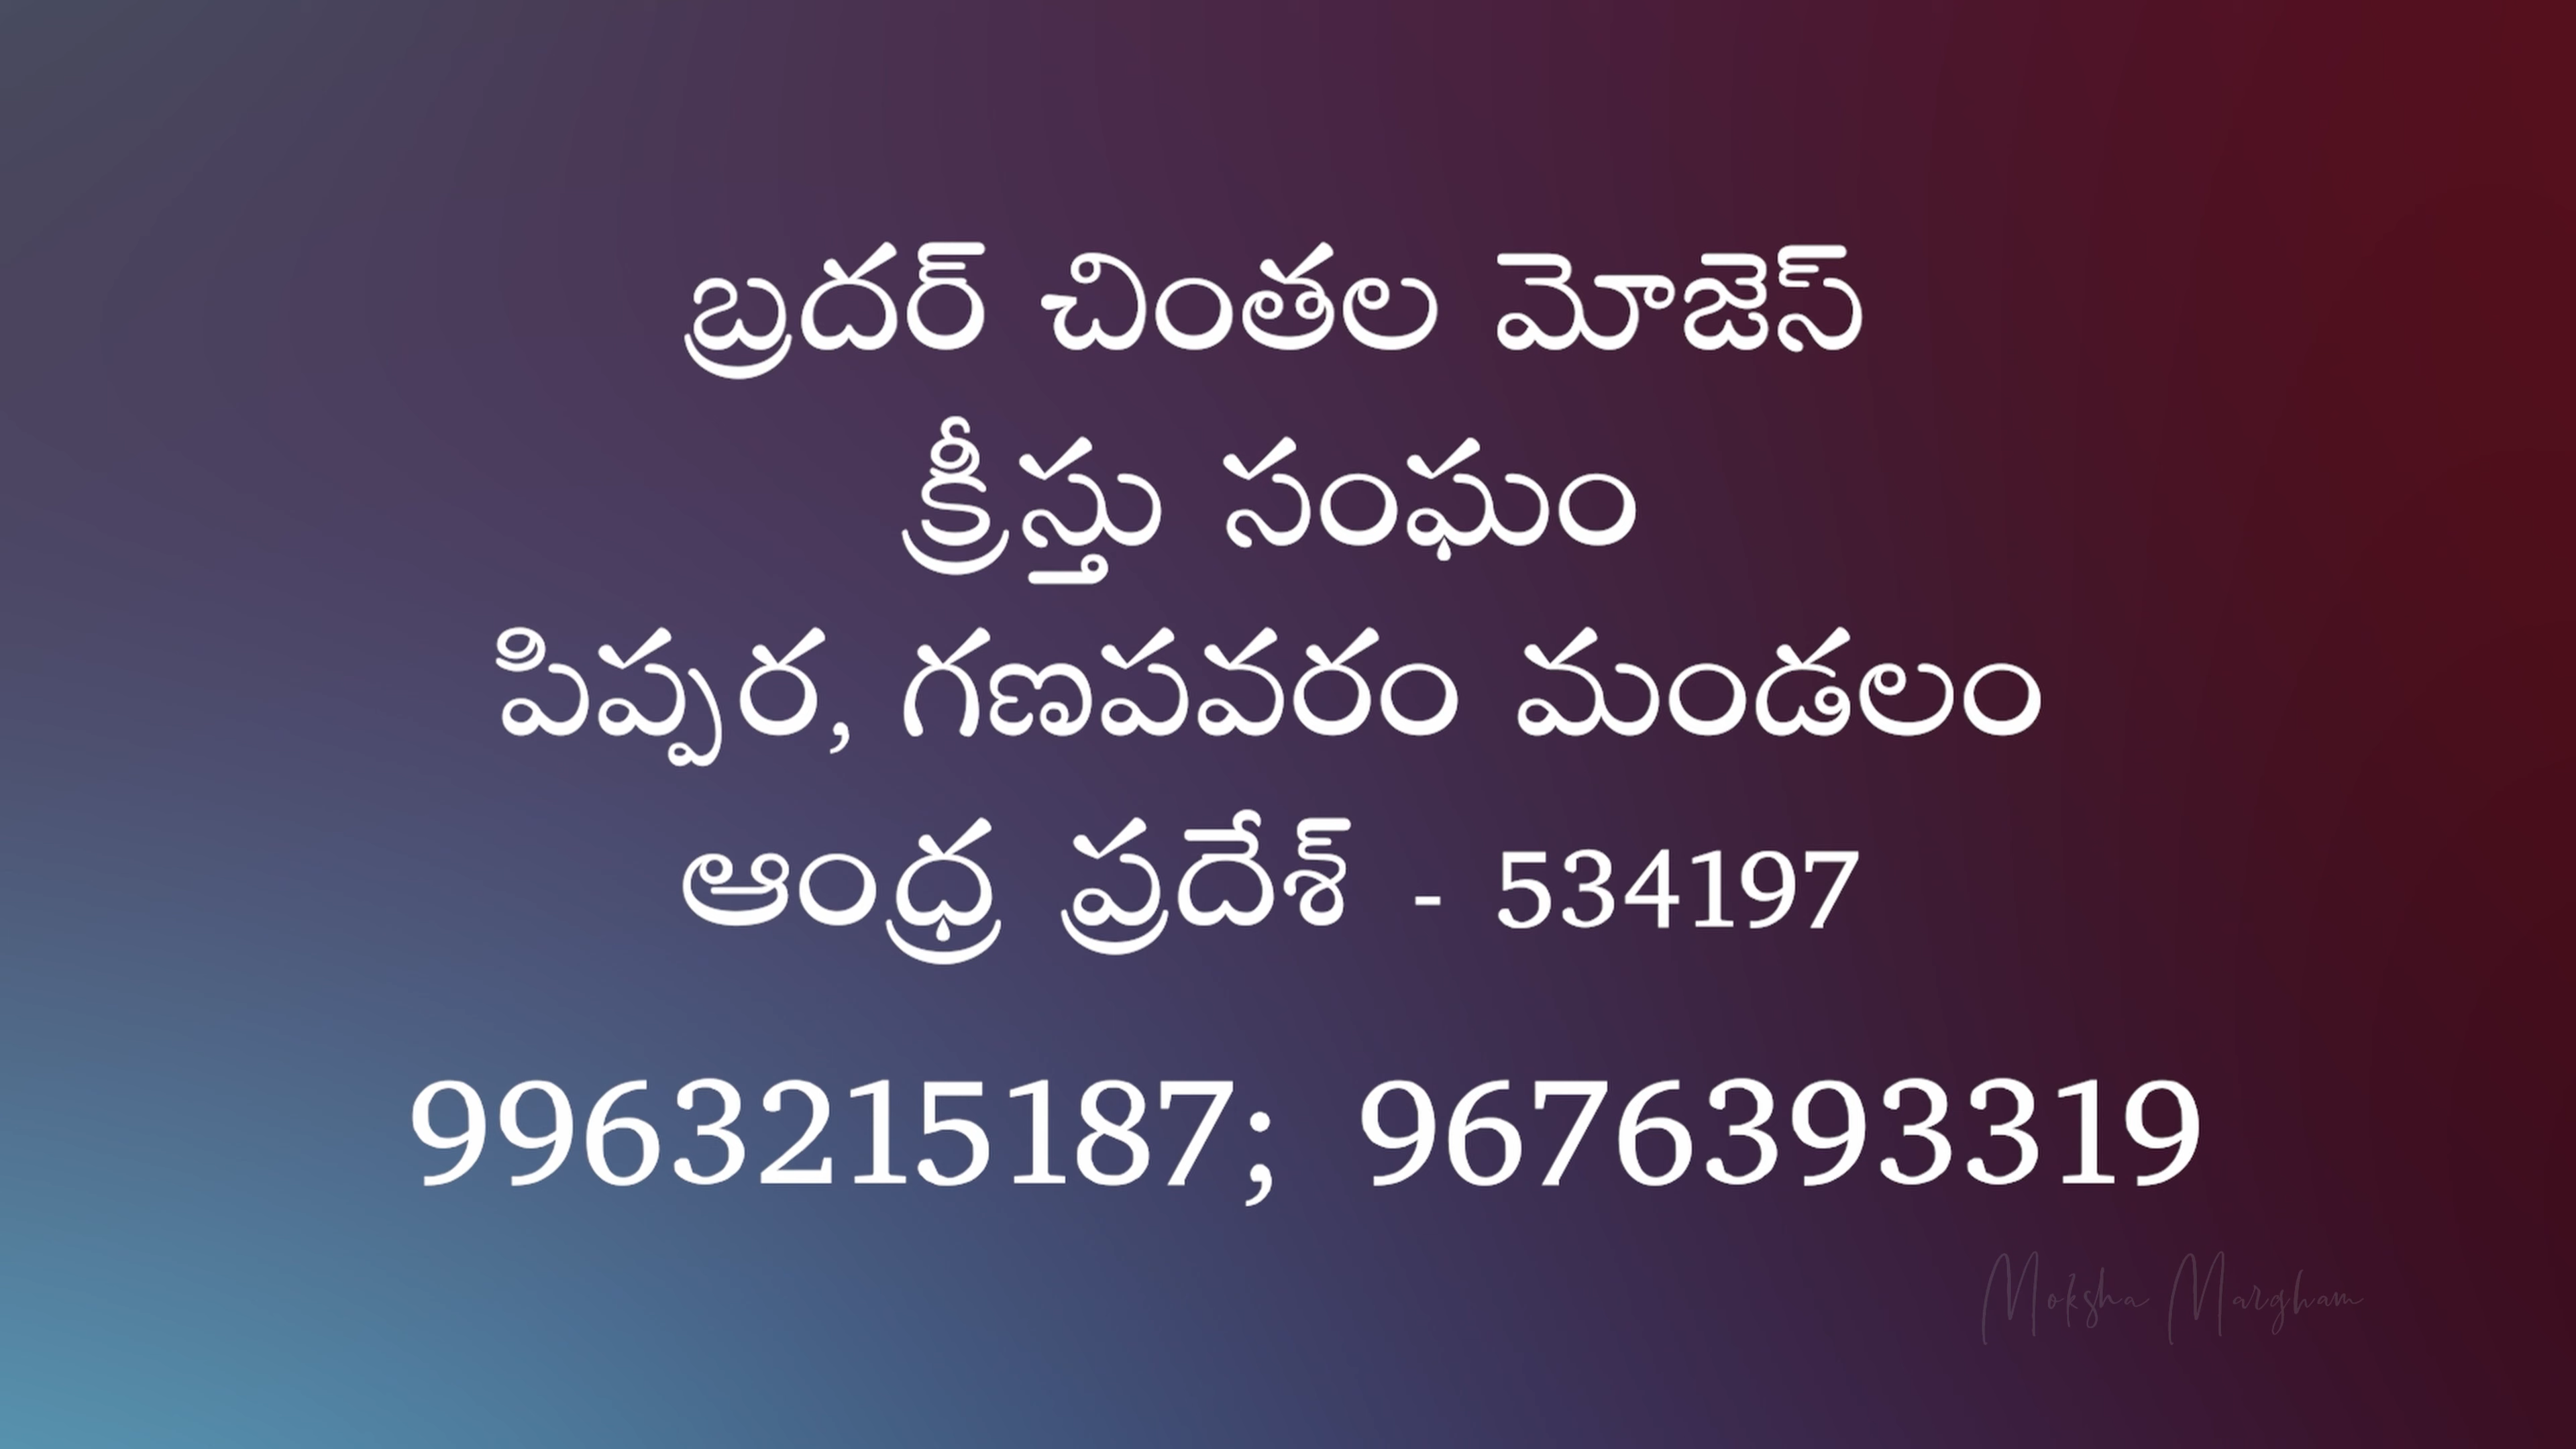 బ్రదర్ చింతల మోజెస్
క్రీస్తు సంఘం
పిప్పర, గణపవరం మండలం
ఆంధ్ర ప్రదేశ్ - 534197
9963215187; 9676393319
Moksha Margham